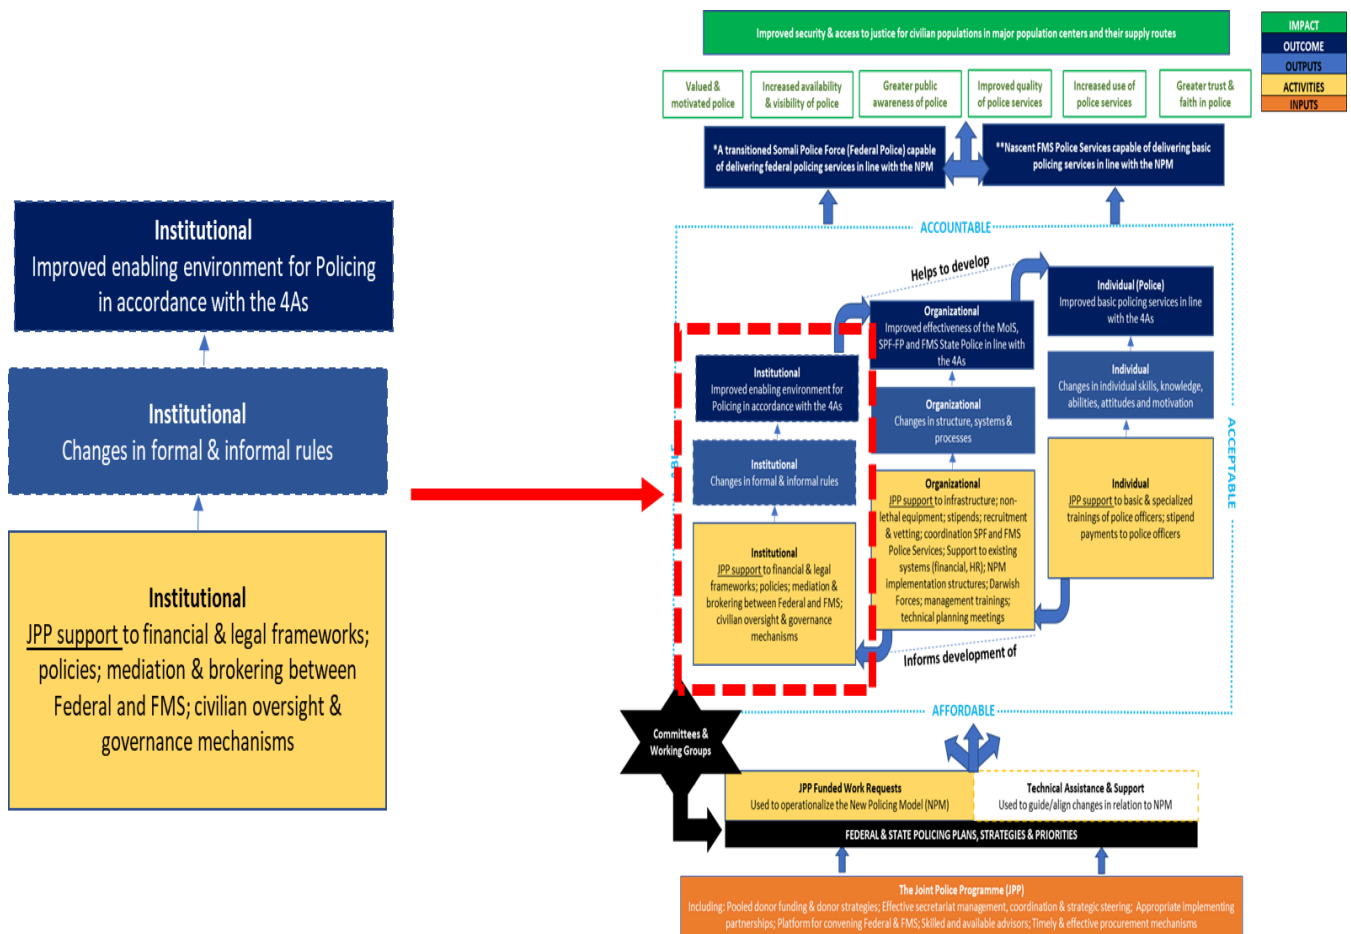 Institutional
Improved enabling environment for Policing
in accordance with the 4As
Institutional
Changes in formal & informal rules
Institutional
JPP support to financial & legal frameworks;
policies; mediation & brokering between
Federal and FMS; civilian oversight &
governance mechanisms
Improved security & access to justice for civilian populations in major population centers and their supply routes
IMPACT
OUTCOME
OUTPUTS
ACTIVITIES
INPUTS
Valued &
motivated police
Increased availability
& visibility of police
Greater public
awareness of police
Improved quality
of police services
Increased use of
police services
Greater trust &
faith in police
*A transitioned Somali Police Force (Federal Police) capable
of delivering federal policing services in line with the NPM
**Nascent FMS Police Services capable of delivering basic
policing services in line with the NPM
ACCOUNTABLE
Helps to develop
Institutional
Improved enabling environment for
Policing in accordance with the 4As
Institutional
Changes in formal & informal rules
Institutional
JPP support to financial & legal
frameworks; policies; mediation &
brokering between Federal and FMS;
civilian oversight & governance
mechanisms
Organizational
Improved effectiveness of the MoIS,
SPF-FP and FMS State Police in line with
the 4As
Organizational
Changes in structure, systems &
processes
Organizational
JPP support to infrastructure; non-
lethal equipment; stipends; recruitment
& vetting; coordination SPF and FMS
Police Services; Support to existing
systems (financial, HR); NPM
implementation structures; Darwish
Forces; management trainings;
technical planning meetings
Individual (Police)
Improved basic policing services in line
with the 4As
Individual
Changes in individual skills, knowledge,
abilities, attitudes and motivation
Individual
JPP support to basic & specialized
trainings of police officers; stipend
payments to police officers
ACCEPTABLE
Informs development of
AFFORDABLE
Committees &
Working Groups
JPP Funded Work Requests
Used to operationalize the New Policing Model (NPM)
Technical Assistance & Support
Used to guide/align changes in relation to NPM
FEDERAL & STATE POLICING PLANS, STRATEGIES & PRIORITIES
The Joint Police Programme (JPP)
Including: Pooled donor funding & donor strategies; Effective secretariat management, coordination & strategic steering; Appropriate implementing
partnerships; Platform for convening Federal & FMS; Skilled and available advisors; Timely & effective procurement mechanisms